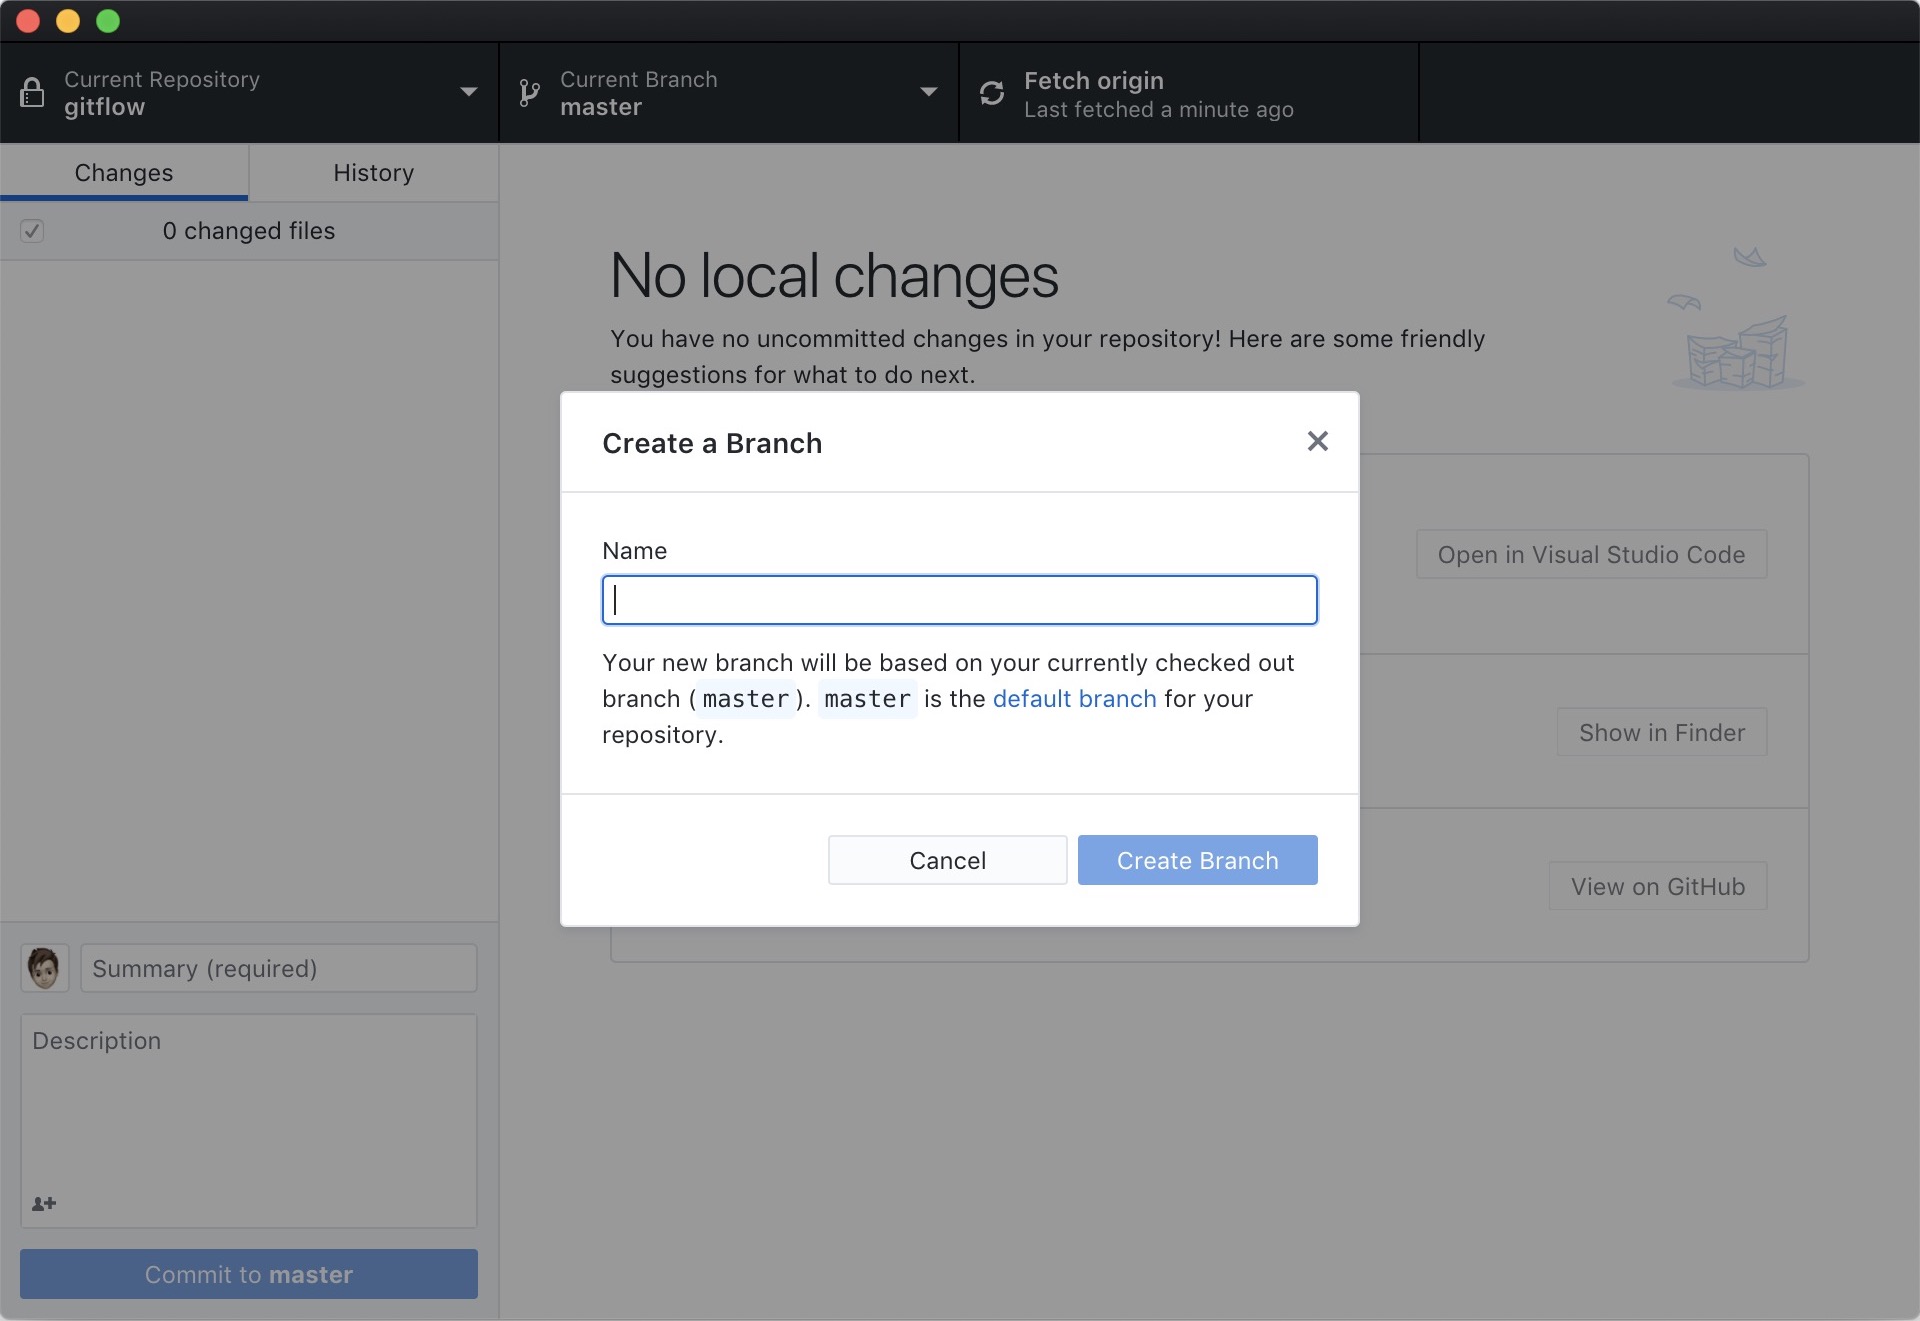 Current Repository
gitflow
Current Branch
master
Fetch origin
Last fetched a minute ago
Changes
History
0 changed files
No local changes
You have no uncommitted changes in your repository! Here are some friendly
suggestions for what to do next.
Create a Branch
Name
Your new branch will be based on your currently checked out
branch (master). master is the default branch for your
repository.
Cancel
Create Branch
Open in Visual Studio Code
Show in Finder
View on GitHub
Summary (required)
Description
Commit to master